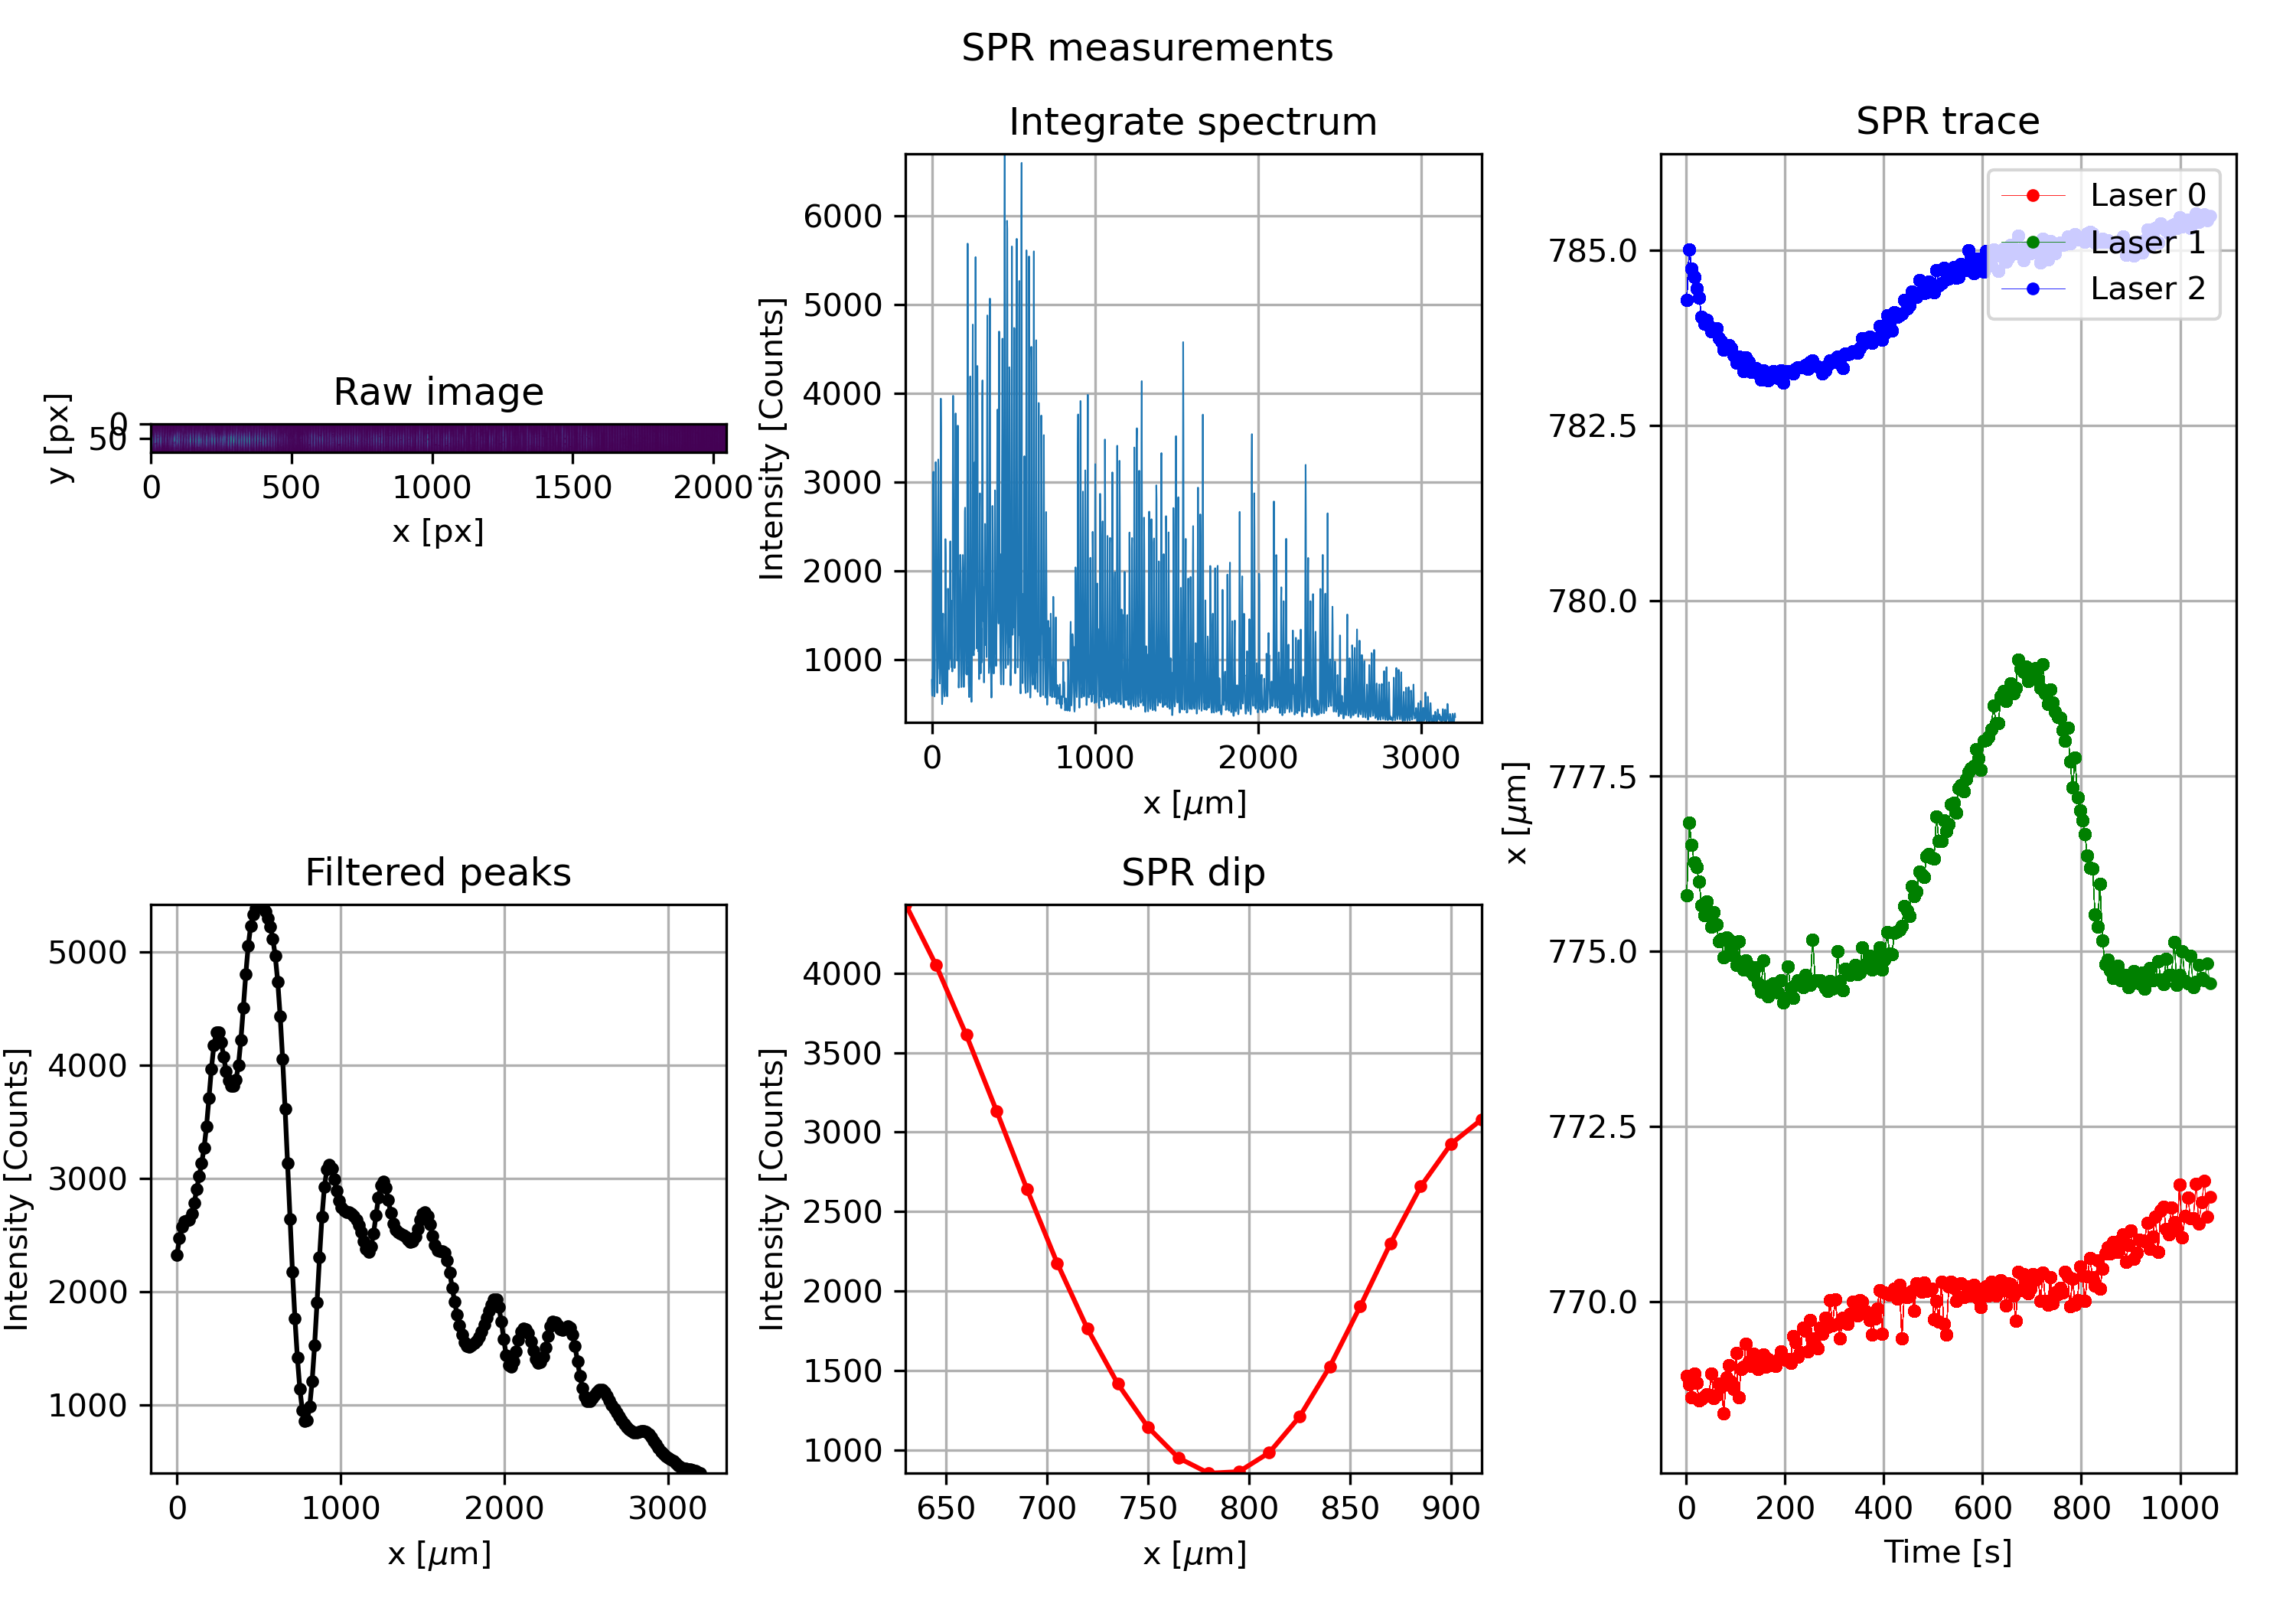 SPR measurements
Raw image
y [px]
0
50
0 500 1000 1500 2000
x [px]
Integrate spectrum
Intensity [Counts]
6000
5000
4000
3000
2000
1000
0 1000 2000 3000
x [μm]
Filtered peaks
Intensity [Counts]
5000
4000
3000
2000
1000
0 1000 2000 3000
x [μm]
SPR dip
Intensity [Counts]
4000
3500
3000
2500
2000
1500
1000
650 700 750 800 850 900
x [μm]
SPR trace
Laser 0
Laser 1
Laser 2
x [μm]
785.0
782.5
780.0
777.5
775.0
772.5
770.0
0 200 400 600 800 1000
Time [s]